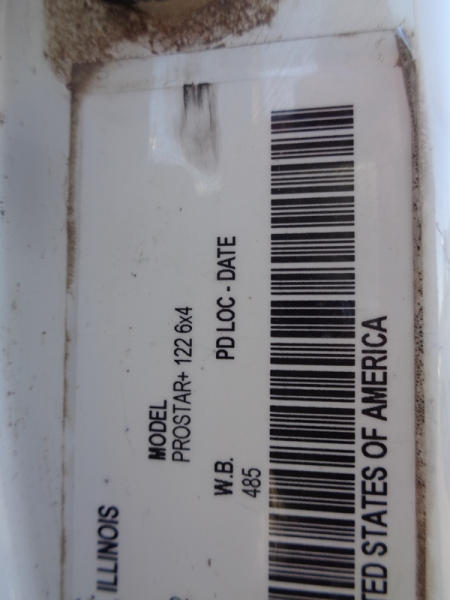 ILLINOIS
MODEL
PROSTAR+ 122 6x4
W.B. PD LOC - DATE
485
TED STATES OF AMERICA